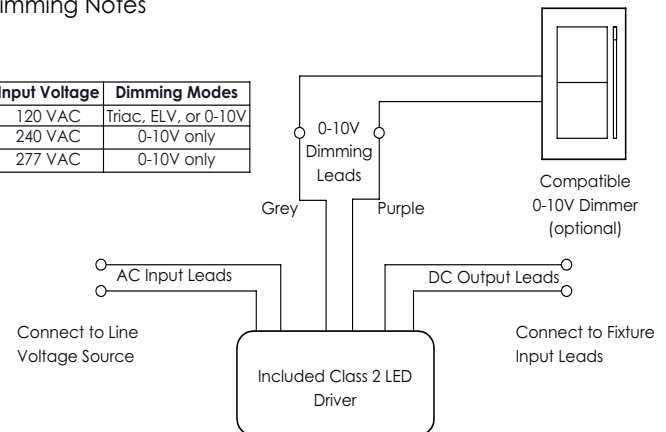 imming Notes
Input Voltage Dimming Modes
120 VAC Triac, ELV, or 0-10V
240 VAC 0-10V only
277 VAC 0-10V only
0-10V
Dimming
Leads
Grey
Purple
Compatible
0-10V Dimmer
(optional)
AC Input Leads
DC Output Leads
Connect to Line
Voltage Source
Connect to Fixture
Input Leads
Included Class 2 LED
Driver